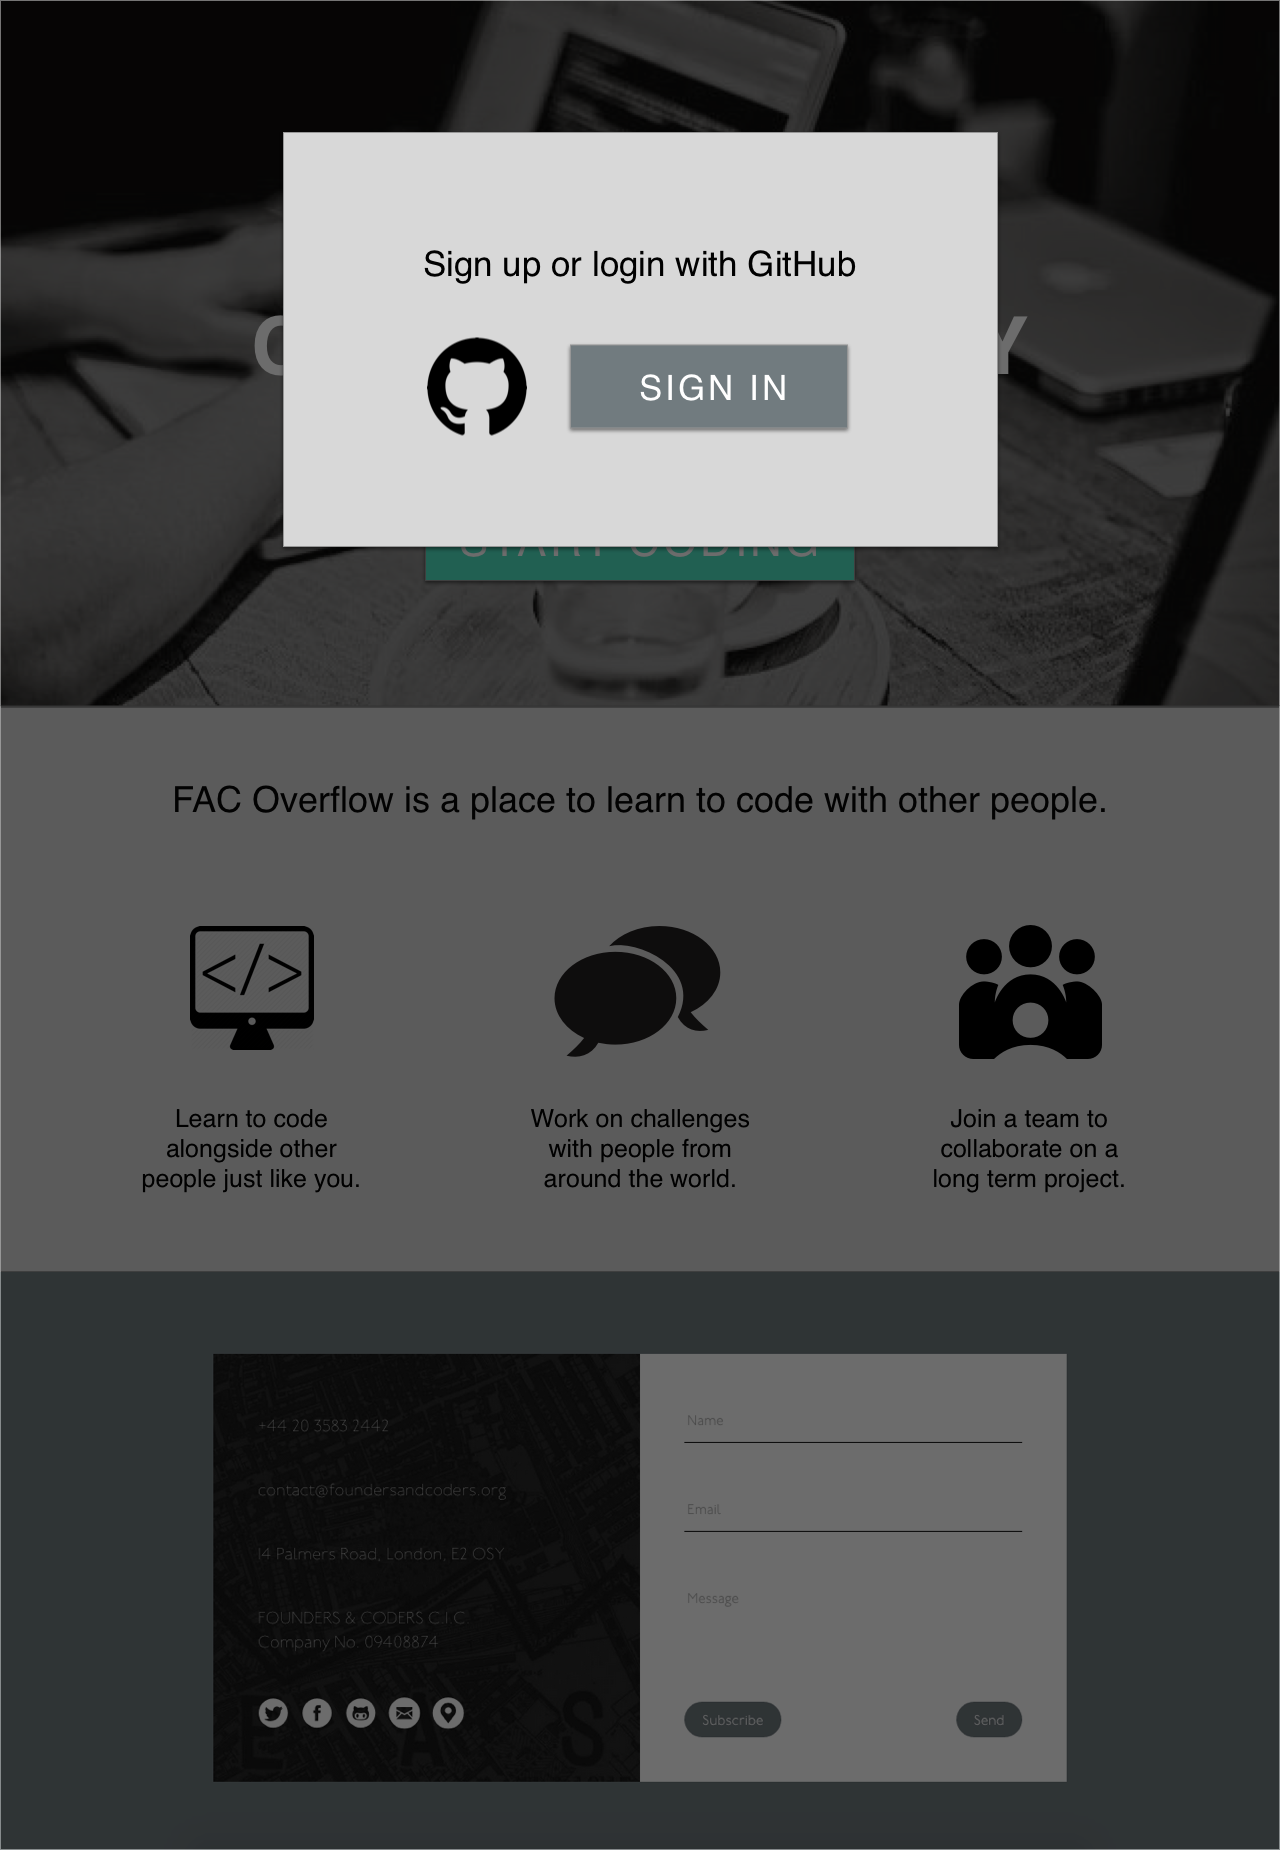 Sign up or login with GitHub
SIGN IN
START CODING
FAC Overflow is a place to learn to code with other people.
</>
Learn to code
alongside other
people just like you.
Work on challenges
with people from
around the world.
Join a team to
collaborate on a
long term project.
+44 20 3583 2442
contact@foundersandcoders.org
14 Palmers Road, London, E2 0SY
FOUNDERS & CODERS C.I.C
Company No. 09408874
Name
Email
Message
Subscribe
Send